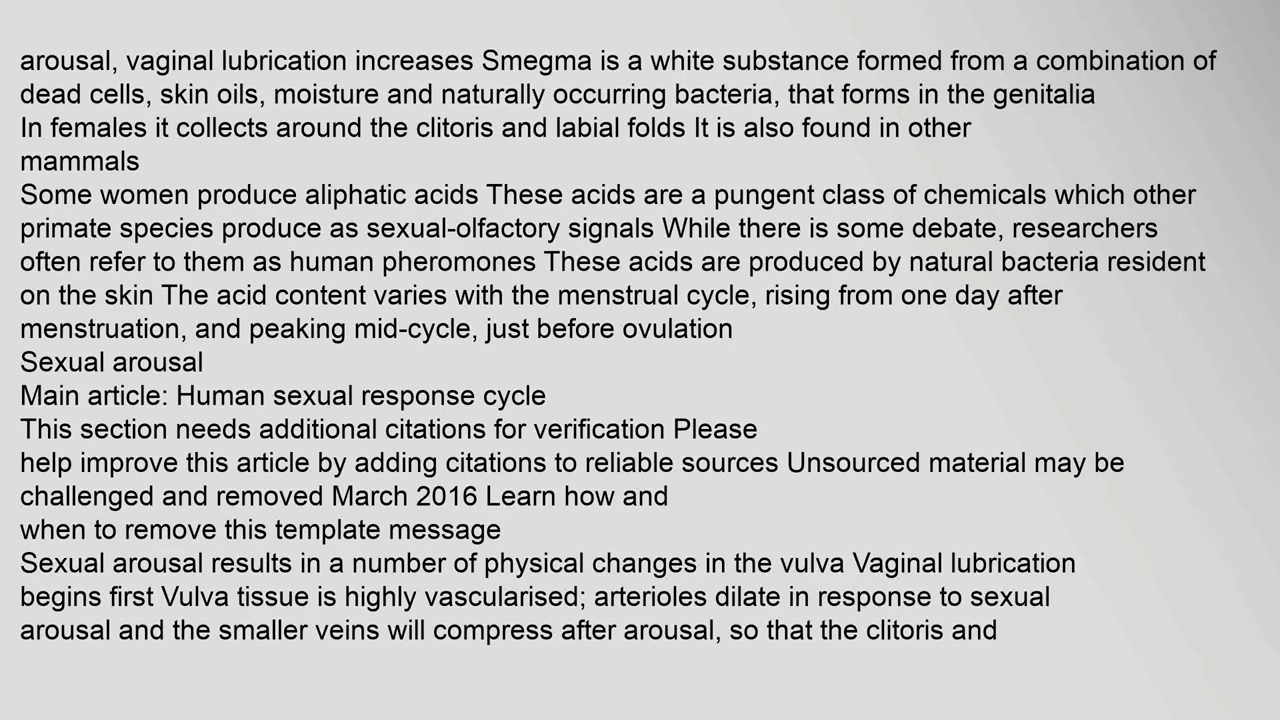 arousal, vaginal lubrication increases Smegma is a white substance formed from a combination of
dead cells, skin oils, moisture and naturally occurring bacteria, that forms in the genitalia
In females it collects around the clitoris and labial folds It is also found in other
mammals
Some women produce aliphatic acids These acids are a pungent class of chemicals which other
primate species produce as sexual-olfactory signals While there is some debate, researchers
often refer to them as human pheromones These acids are produced by natural bacteria resident
on the skin The acid content varies with the menstrual cycle, rising from one day after
menstruation, and peaking mid-cycle, just before ovulation
Sexual arousal
Main article: Human sexual response cycle
This section needs additional citations for verification Please
help improve this article by adding citations to reliable sources Unsourced material may be
challenged and removed March 2016 Learn how and
when to remove this template message
Sexual arousal results in a number of physical changes in the vulva Vaginal lubrication
begins first Vulva tissue is highly vascularised; arterioles dilate in response to sexual
arousal and the smaller veins will compress after arousal, so that the clitoris and